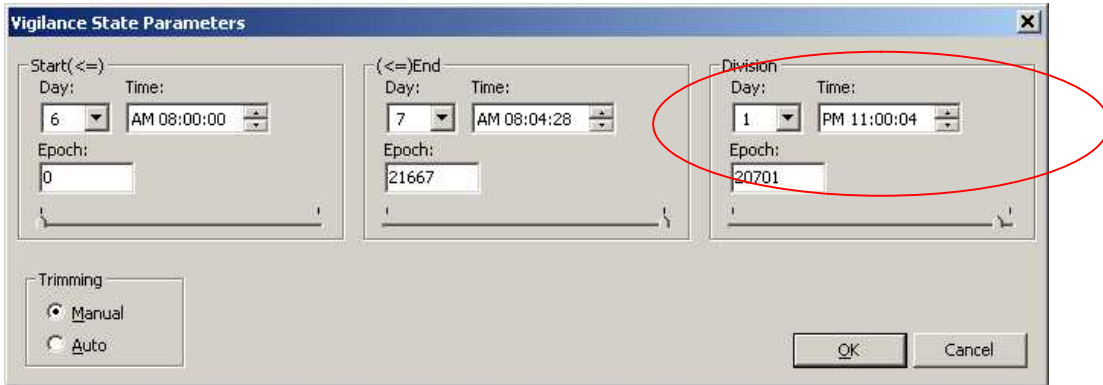 Vigilance State Parameters
Start(<=) (<=)End Division
Day: Time: Day: Time: Day: Time:
6 AM 08:00:00 7 AM 08:04:28 1 PM 11:00:04
Epoch: Epoch: Epoch:
0 21667 20701
Trimming
Manual
Auto
OK Cancel